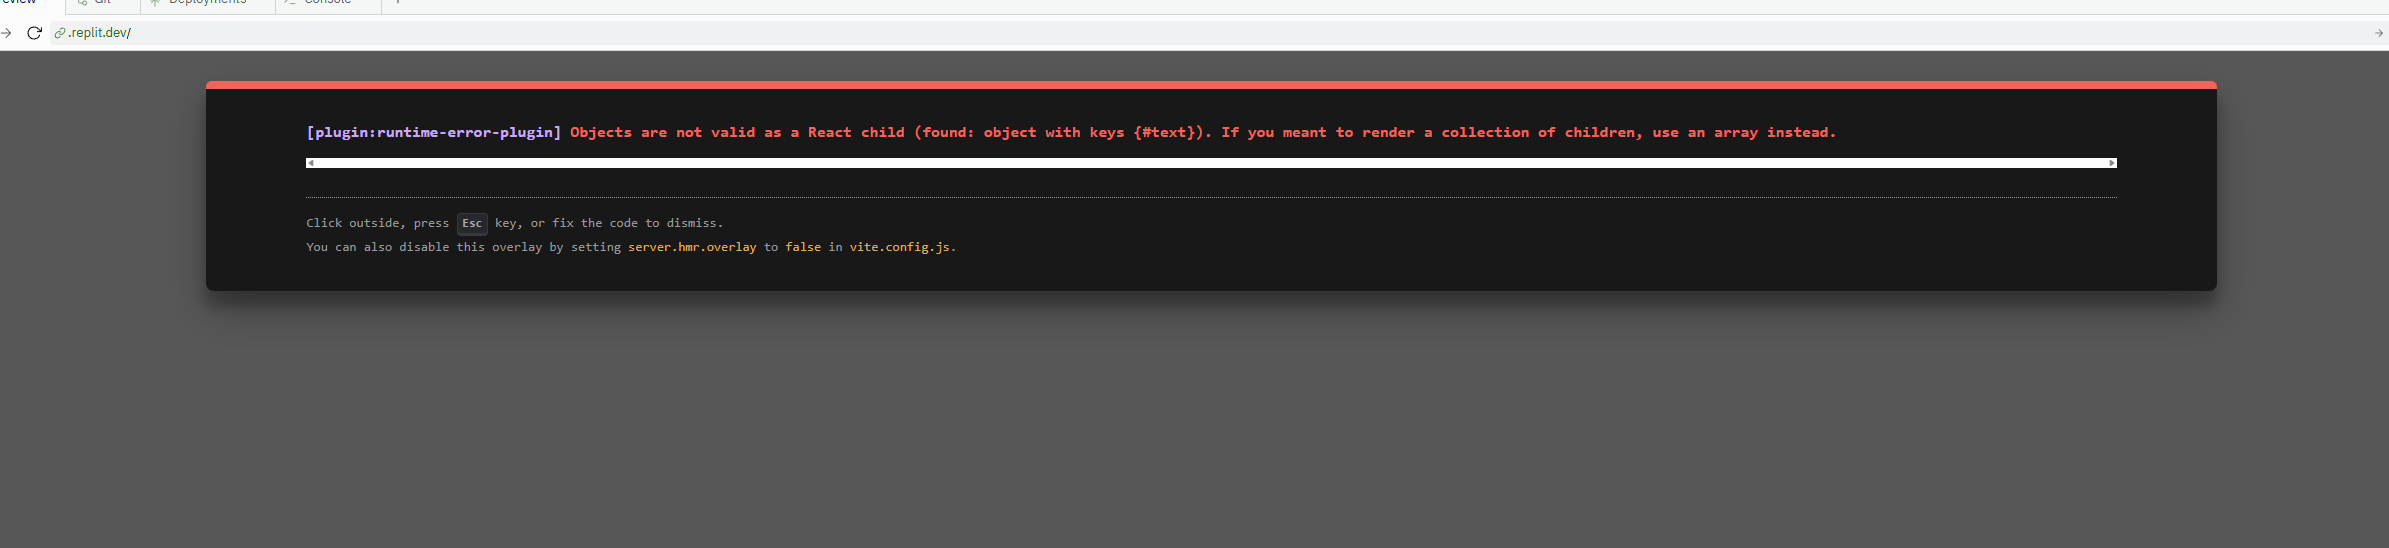 Git Deployments Console
.replit.dev/
[plugin:runtime-error-plugin] Objects are not valid as a React child (found: object with keys {#text}). If you meant to render a collection of children, use an array instead.
Click outside, press Esc key, or fix the code to dismiss.
You can also disable this overlay by setting server.hmr.overlay to false in vite.config.js.